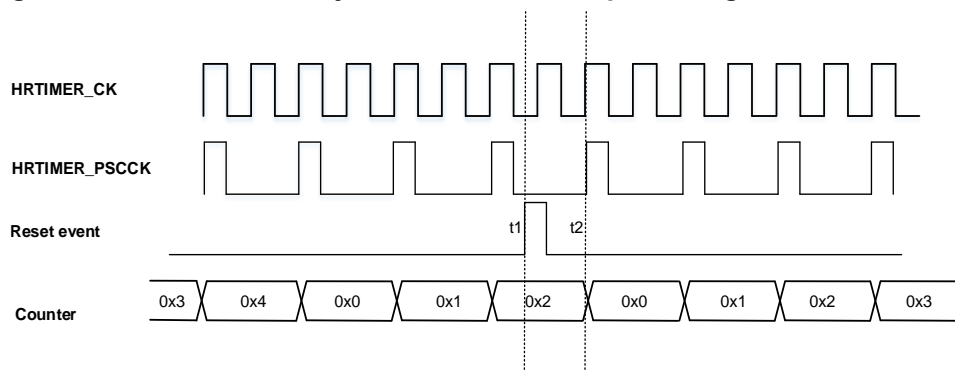 HRTIMER_CK
HRTIMER_PSCCK
Reset event
t1
t2
Counter
0x3
0x4
0x0
0x1
0x2
0x0
0x1
0x2
0x3